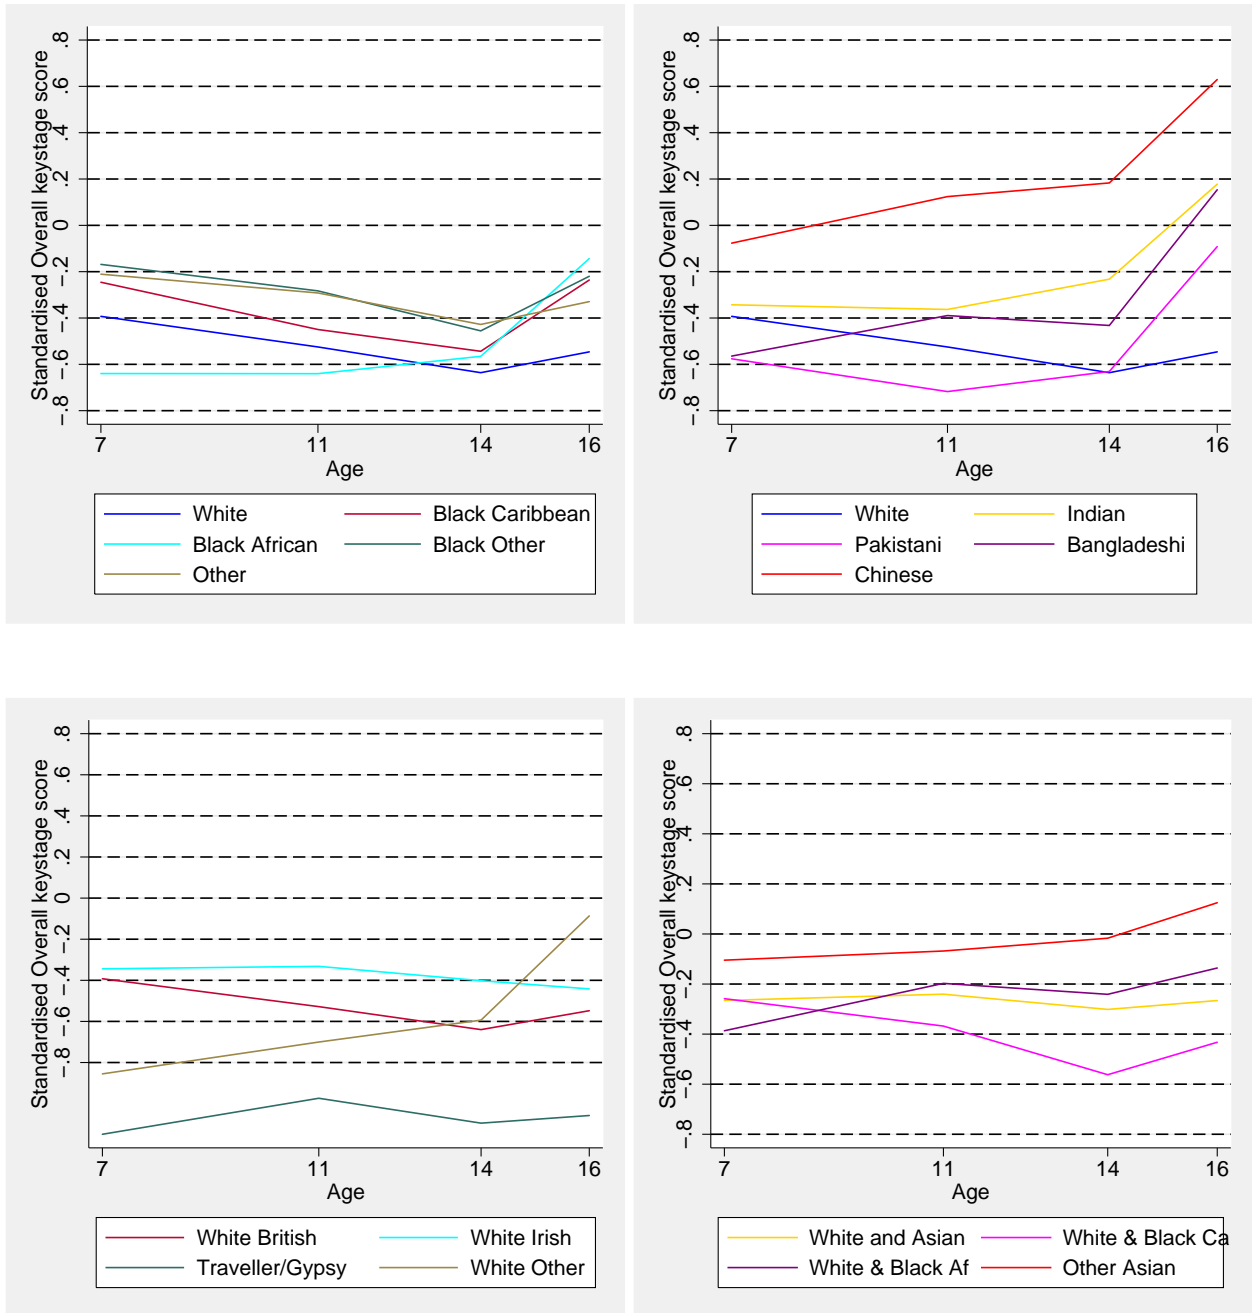 Standardised Overall keystage score
.8
.6
.4
.2
0
−.2
−.4
−.6
−.8
7 11 14 16
Age
White Black Caribbean
Black African Black Other
Other
Standardised Overall keystage score
.8
.6
.4
.2
0
−.2
−.4
−.6
−.8
7 11 14 16
Age
White Indian
Pakistani Bangladeshi
Chinese
Standardised Overall keystage score
.8
.6
.4
.2
0
−.2
−.4
−.6
−.8
7 11 14 16
Age
White British White Irish
Traveller/Gypsy White Other
Standardised Overall keystage score
.8
.6
.4
.2
0
−.2
−.4
−.6
−.8
7 11 14 16
Age
White and Asian White & Black Ca
White & Black Af Other Asian